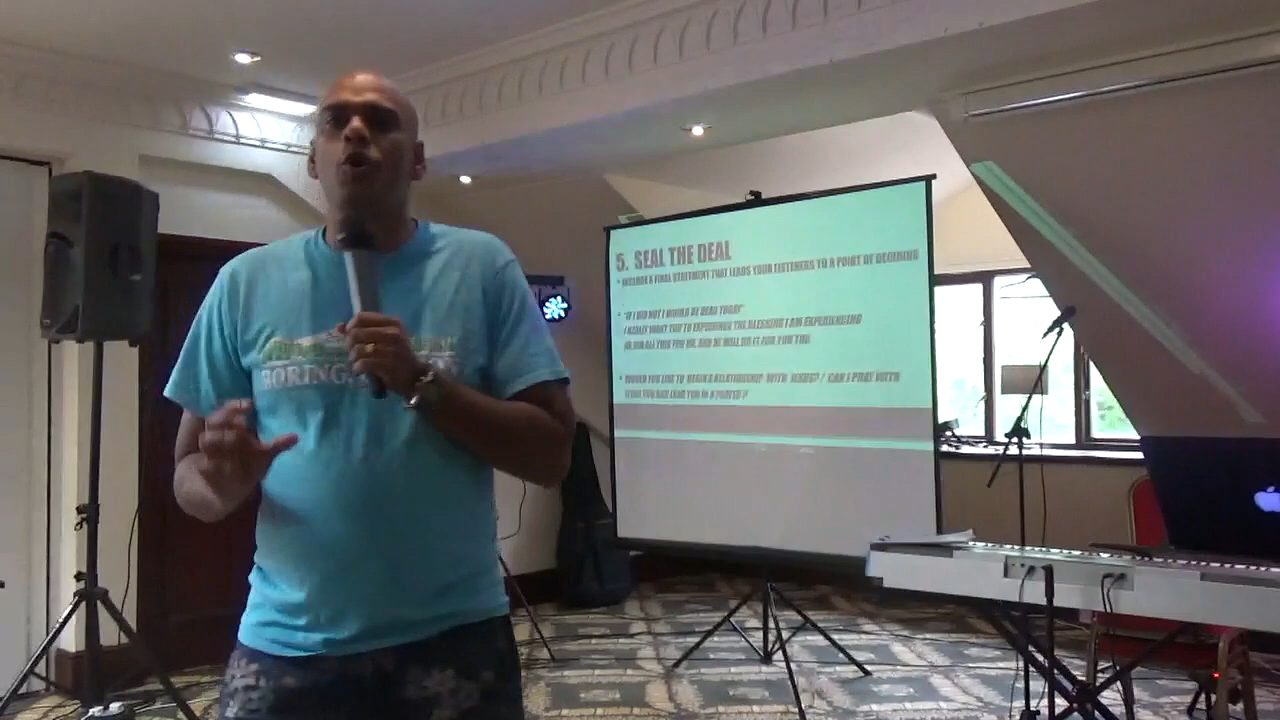 5. SEAL THE DEAL
* INCLUDE A FINAL STATEMENT THAT LEADS YOUR LISTENERS TO A POINT OF DECIDING
* "IF I DID NOT I WOULD BE DEAD TODAY"
I REALLY WANT YOU TO EXPERIENCE THE BLESSING I AM EXPERIENCING
ALL THIS FOR ME, AND HE WILL DO IT FOR YOU TOO
* WOULD YOU LIKE TO BEGIN A RELATIONSHIP WITH JESUS? / CAN I PRAY WITH
YOU AND LEAD YOU IN A PRAYER?
BORING